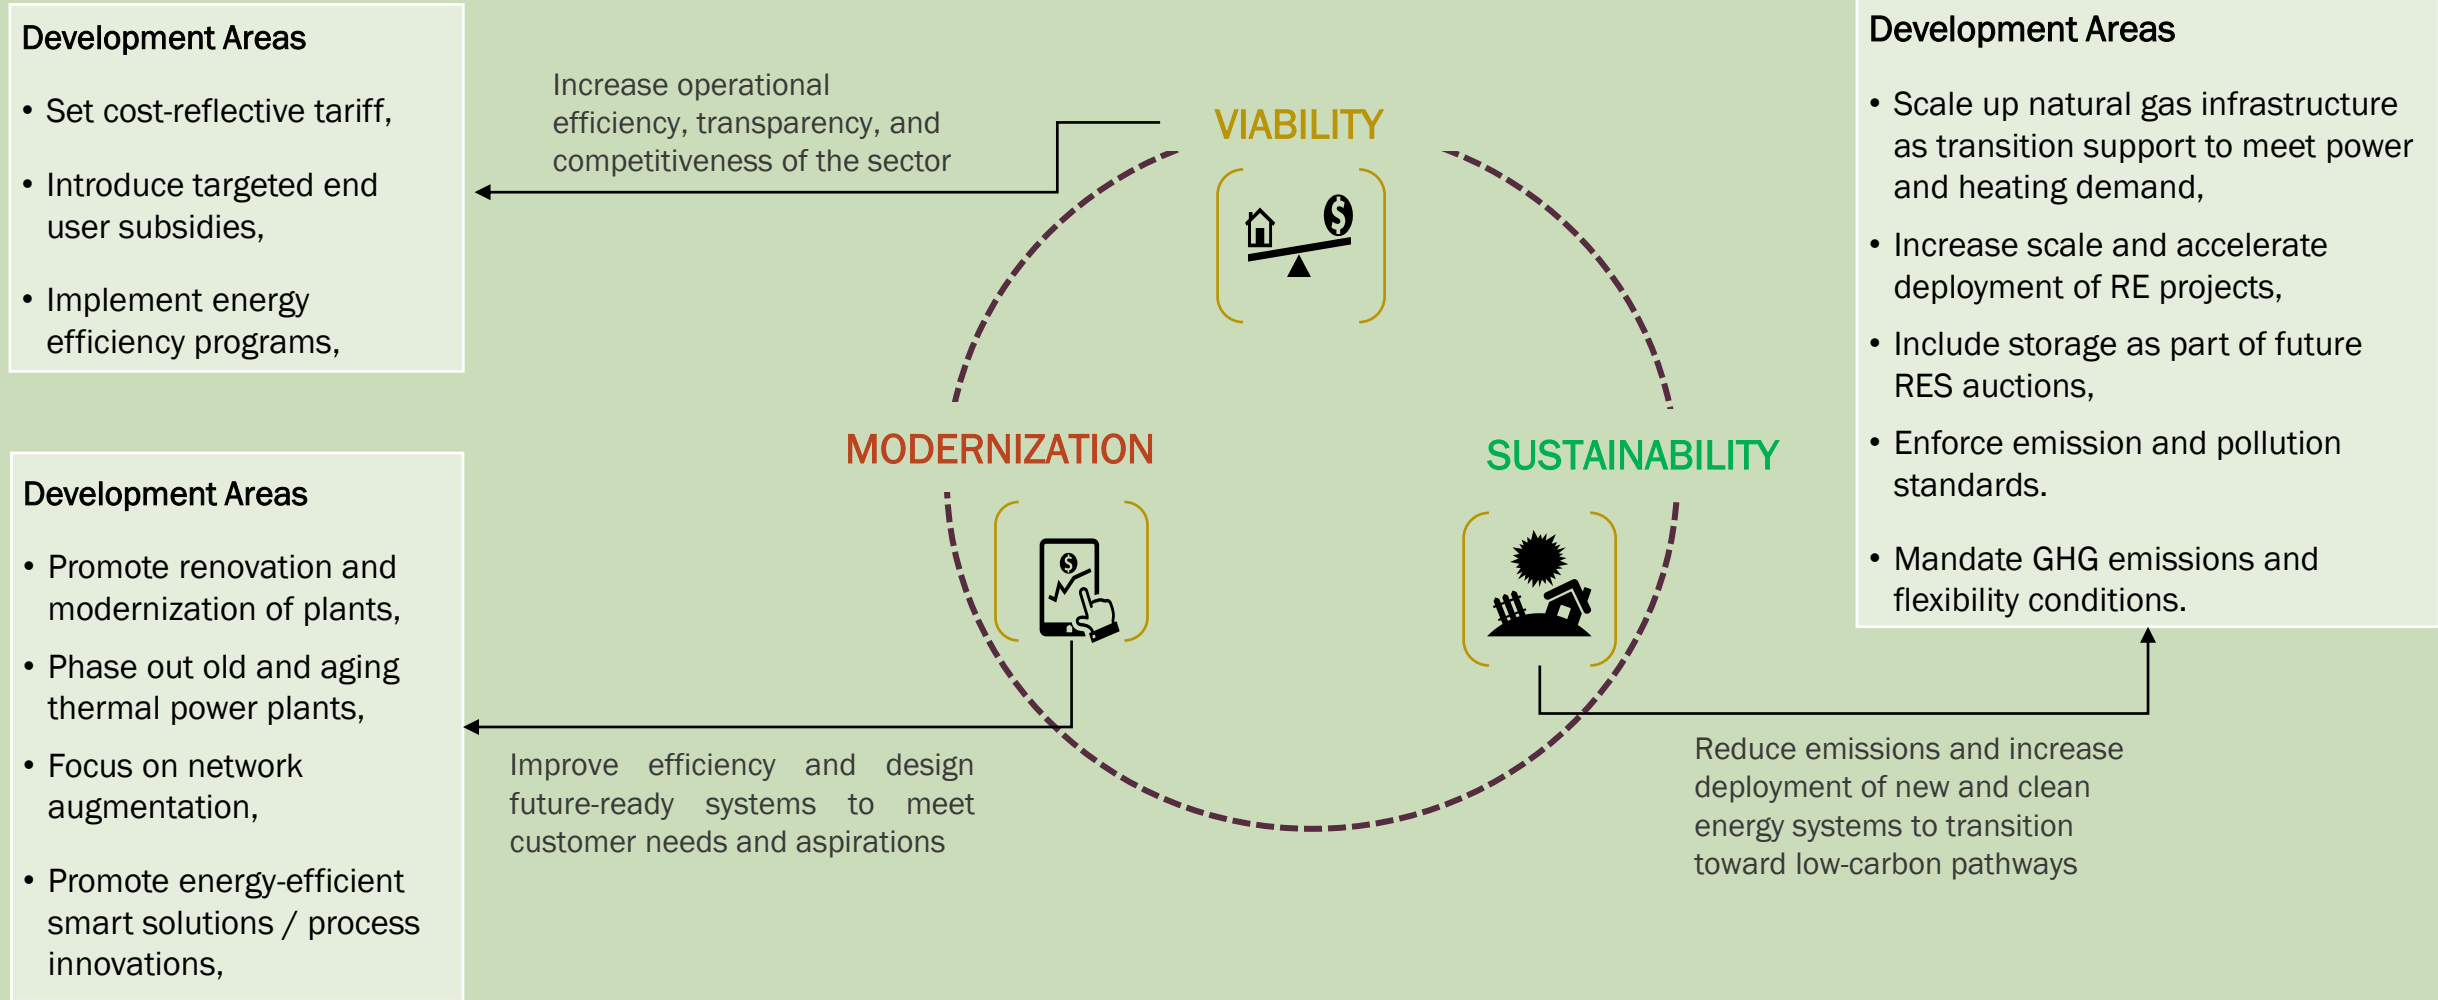 Development Areas
• Set cost-reflective tariff,
• Introduce targeted end
user subsidies,
• Implement energy
efficiency programs,
Increase operational
efficiency, transparency, and
competitiveness of the sector
VIABILITY
$
Development Areas
• Scale up natural gas infrastructure
as transition support to meet power
and heating demand,
• Increase scale and accelerate
deployment of RE projects,
• Include storage as part of future
RES auctions,
• Enforce emission and pollution
standards.
• Mandate GHG emissions and
flexibility conditions.
MODERNIZATION
$
SUSTAINABILITY
Development Areas
• Promote renovation and
modernization of plants,
• Phase out old and aging
thermal power plants,
• Focus on network
augmentation,
• Promote energy-efficient
smart solutions / process
innovations,
Improve efficiency and design
future-ready systems to meet
customer needs and aspirations
Reduce emissions and increase
deployment of new and clean
energy systems to transition
toward low-carbon pathways